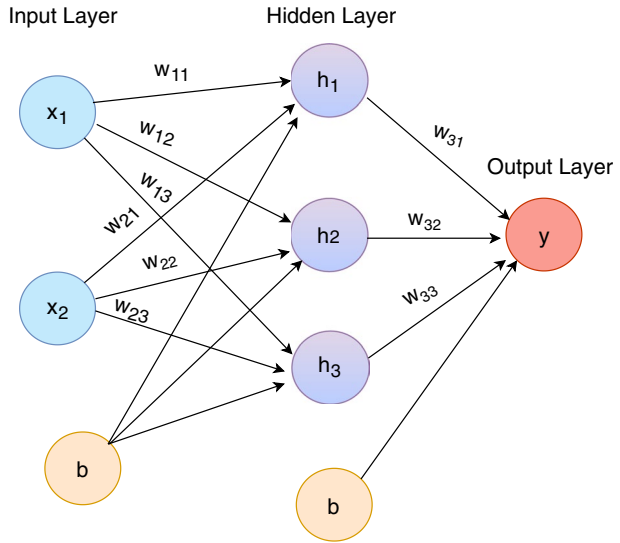 Input Layer
Hidden Layer
w11
h1
x1
w12
w31
w13
Output Layer
w21
h2
w32
y
w22
x2
w23
w33
h3
b
b